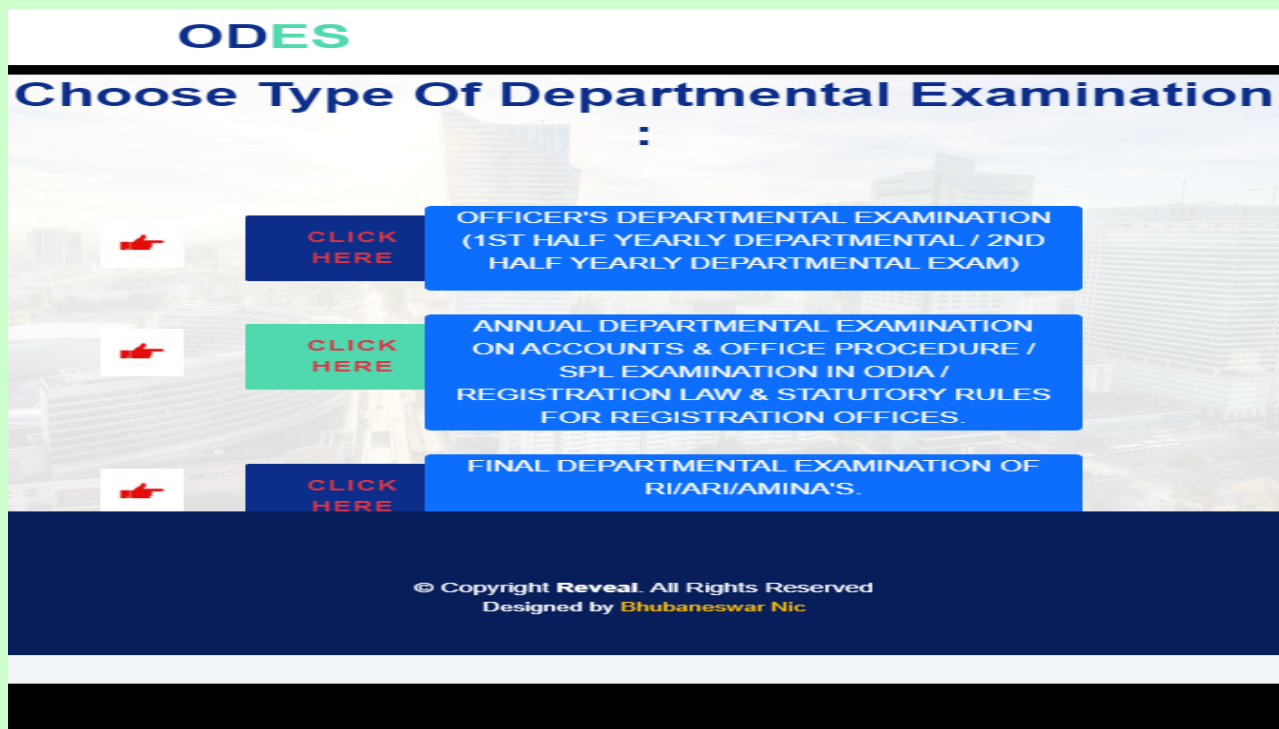 ODES
Choose Type Of Departmental Examination
:
CLICK
HERE
OFFICER'S DEPARTMENTAL EXAMINATION
(1ST HALF YEARLY DEPARTMENTAL / 2ND
HALF YEARLY DEPARTMENTAL EXAM)
CLICK
HERE
ANNUAL DEPARTMENTAL EXAMINATION
ON ACCOUNTS & OFFICE PROCEDURE /
SPL EXAMINATION IN ODIA /
REGISTRATION LAW & STATUTORY RULES
FOR REGISTRATION OFFICES.
CLICK
HERE
FINAL DEPARTMENTAL EXAMINATION OF
RI/ARI/AMINA'S.
© Copyright Reveal. All Rights Reserved
Designed by Bhubaneswar Nic